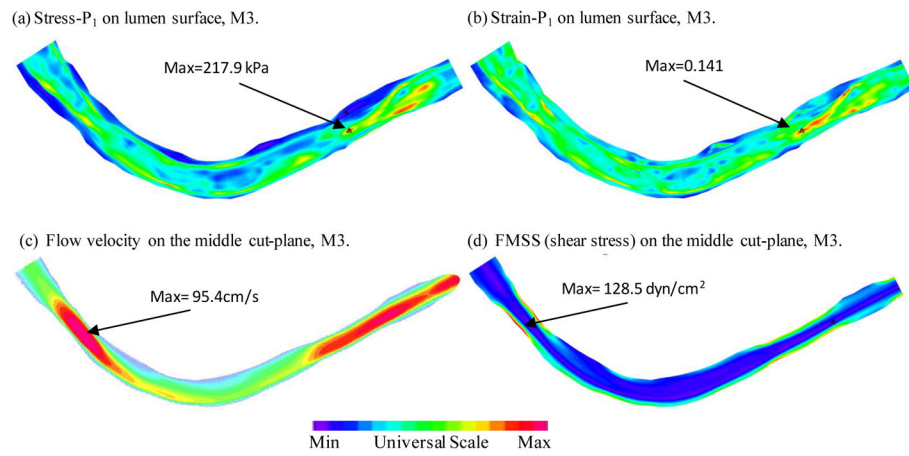 (a) Stress-P₁ on lumen surface, M3.
(b) Strain-P₁ on lumen surface, M3.
Max=217.9 kPa
Max=0.141
(c) Flow velocity on the middle cut-plane, M3.
(d) FMSS (shear stress) on the middle cut-plane, M3.
Max= 95.4cm/s
Max= 128.5 dyn/cm²
Min Universal Scale Max